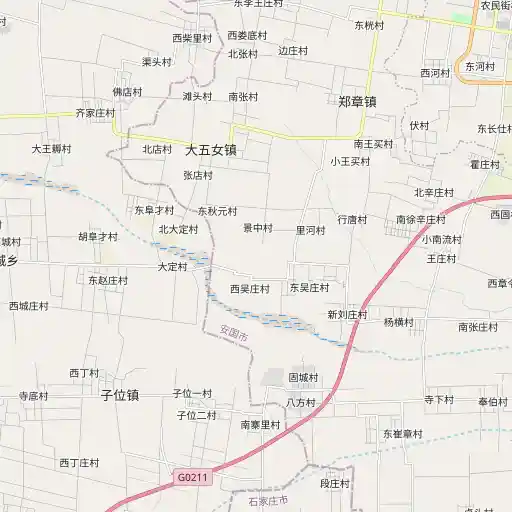 东李王庄村
农民街
东桄村
西柴里村
西娄底村
北张村
边庄村
渠头村
东河村
西河村
佛店村
滩头村
南张村
郑章镇
齐家庄村
伏村
东长仕村
大王耨村
北店村
大五女镇
南王买村
小王买村
霍庄村
张店村
北辛庄村
东阜才村
东秋元村
行唐村
南徐辛庄村
西固
城村
胡阜才村
北大定村
景中村
里河村
小南流村
城乡
大定村
王庄村
东赵庄村
西吴庄村
东吴庄村
西章令
西城庄村
新刘庄村
杨横村
南张庄村
安国市
西丁村
固城村
寺底村
子位镇
子位一村
八方村
寺下村
奉伯村
子位二村
南寨里村
东崔章村
西丁庄村
G0211
段庄村
石家庄市